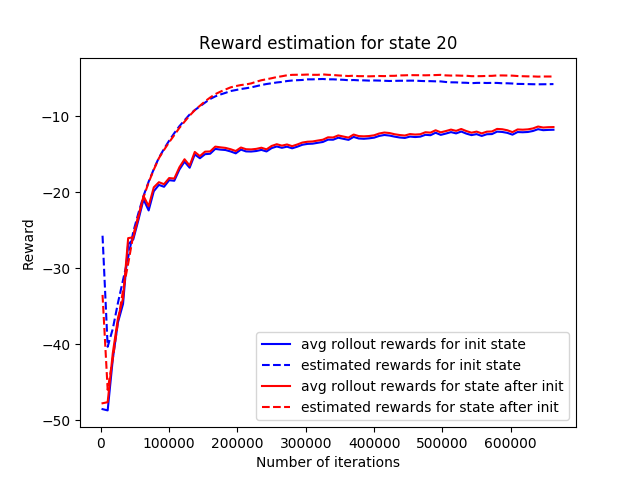 Reward estimation for state 20
Reward
−10
−20
−30
−40
−50
avg rollout rewards for init state
estimated rewards for init state
avg rollout rewards for state after init
estimated rewards for state after init
0 100000 200000 300000 400000 500000 600000
Number of iterations